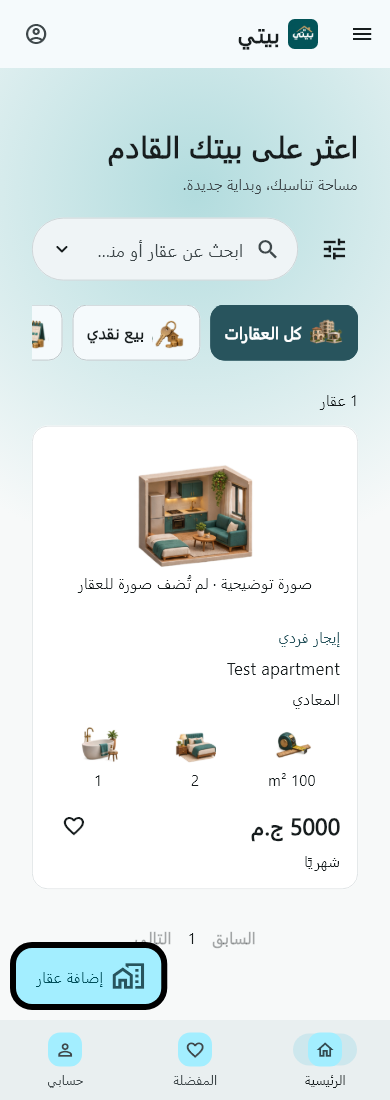 بيتي
بيتي
اعثر على بيتك القادم
مساحة تناسبك، وبداية جديدة.
ابحث عن عقار أو منـ...
كل العقارات
بيع نقدي
1 عقار
صورة توضيحية · لم تُضف صورة للعقار
إيجار فردي
Test apartment
المعادي
100 m²
2
1
5000 ج.م
شهريًا
السابق 1 التالي
إضافة عقار
الرئيسية
المفضلة
حسابي